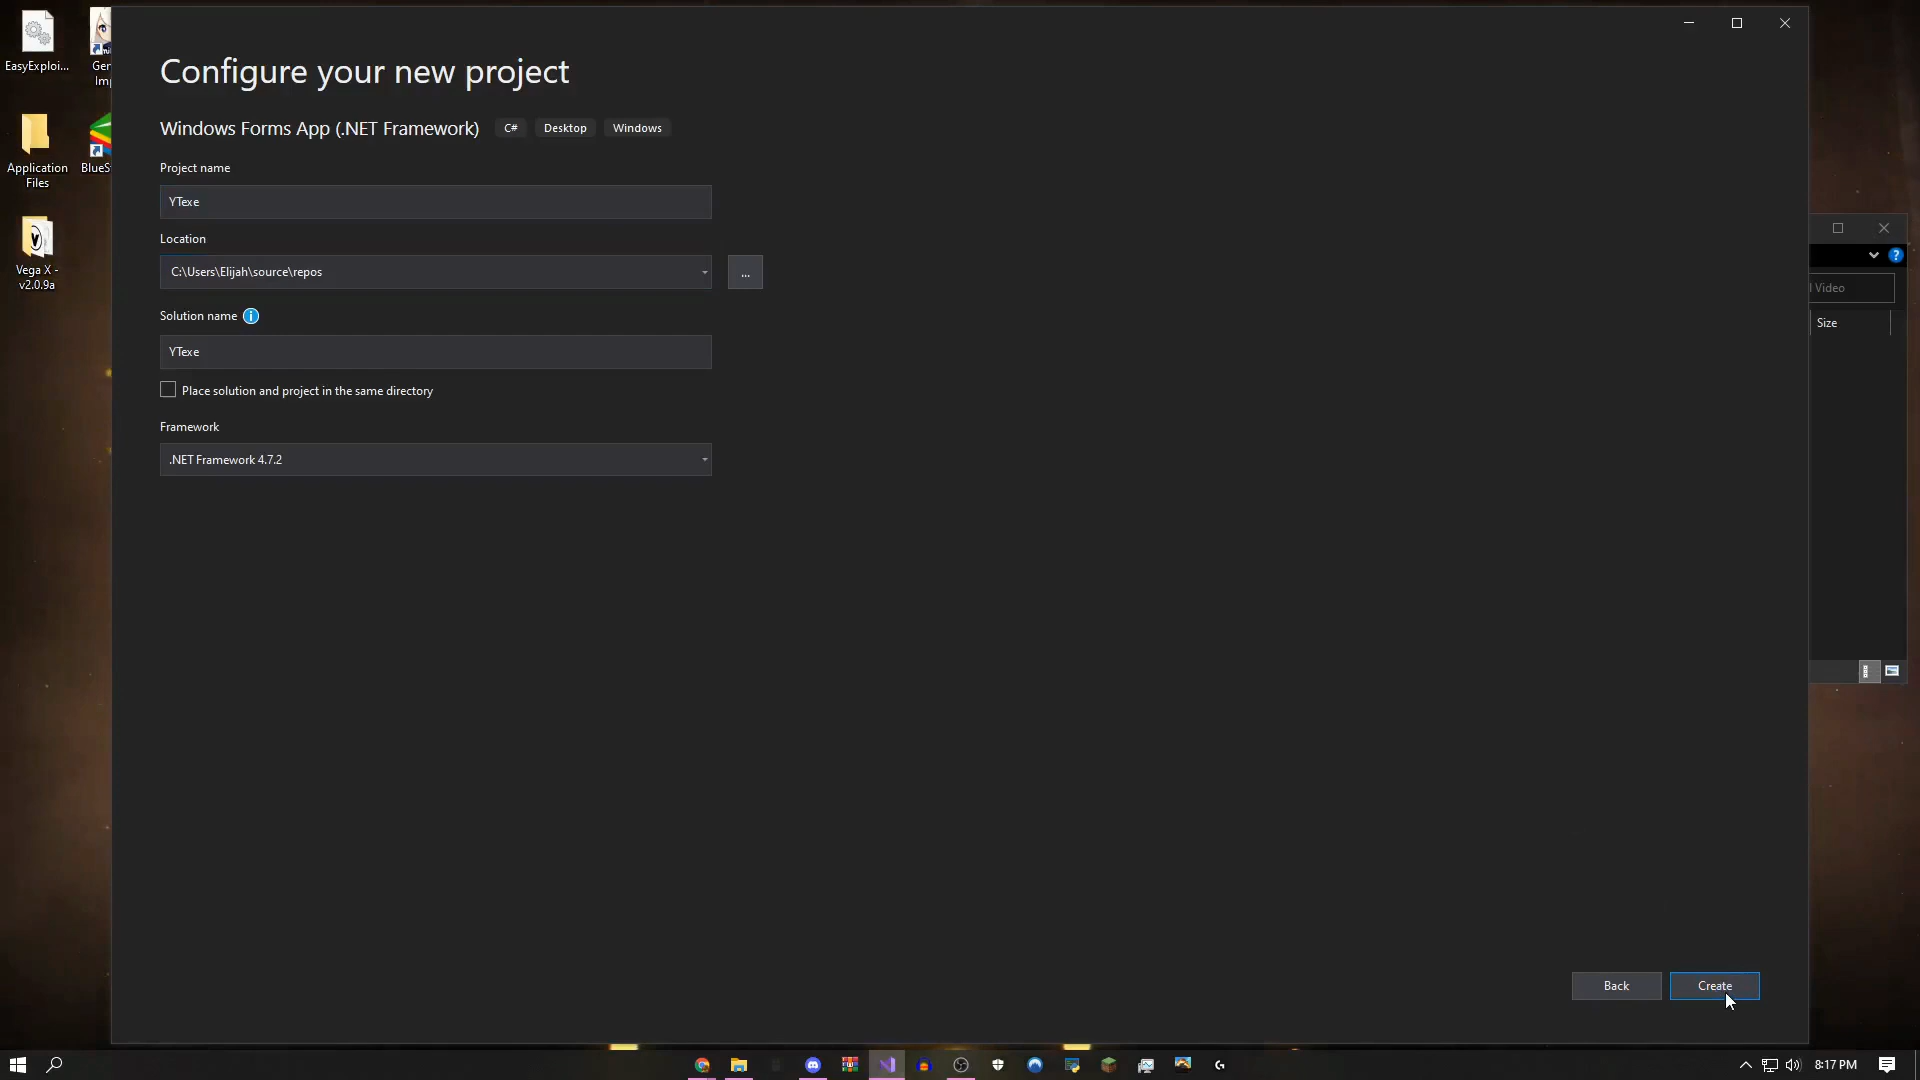 EasyExploi...
Gen
Imp
Application
Files
BlueS
Vega X -
v2.0.9a
Configure your new project
Windows Forms App (.NET Framework)
C#
Desktop
Windows
Project name
YTexe
Location
C:\Users\Elijah\source\repos
...
Solution name
YTexe
Place solution and project in the same directory
Framework
.NET Framework 4.7.2
Video
Size
Back
Create
8:17 PM